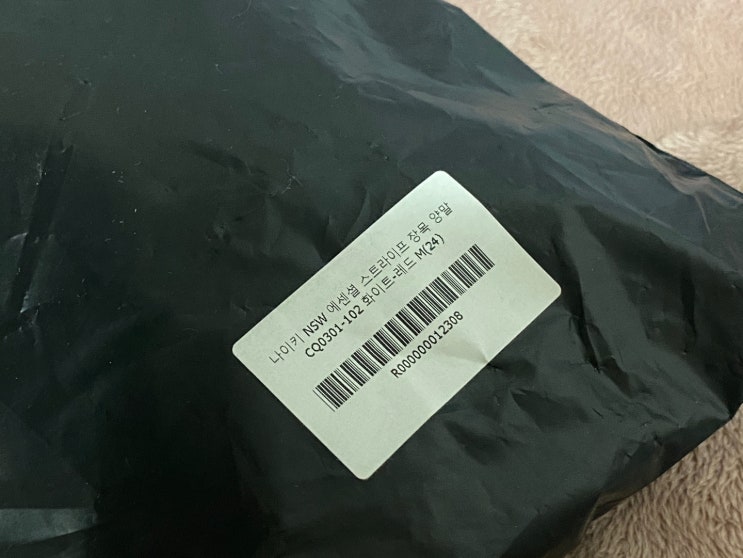 나이키 NSW 에센셜 스트라이프 장목 양말
CQ0301-102 화이트-레드 M(24)
R000000012308